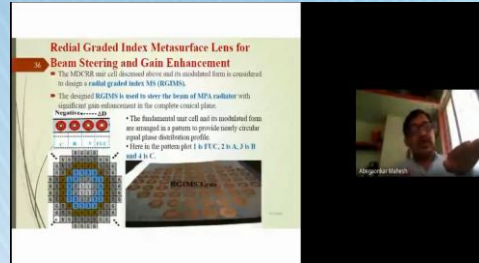 Redial Graded Index Metasurface Lens for
36
Beam Steering and Gain Enhancement
The MDCRR unit cell discussed above and its modulated form is considered
to design a radial graded index MS (RGIMS).
The designed RGIMS is used to steer the beam of MPA radiator with
significant gain enhancement in the complete conical plane.
Negative
• The fundamental unit cell and its modulated form
are arranged in a pattern to provide nearly circular
equal phase distribution profile.
• Here in the pattern plot 1 is FUC, 2 is A, 3 is B
and 4 is C.
RGIMS Lens
Abegaonkar Mahesh